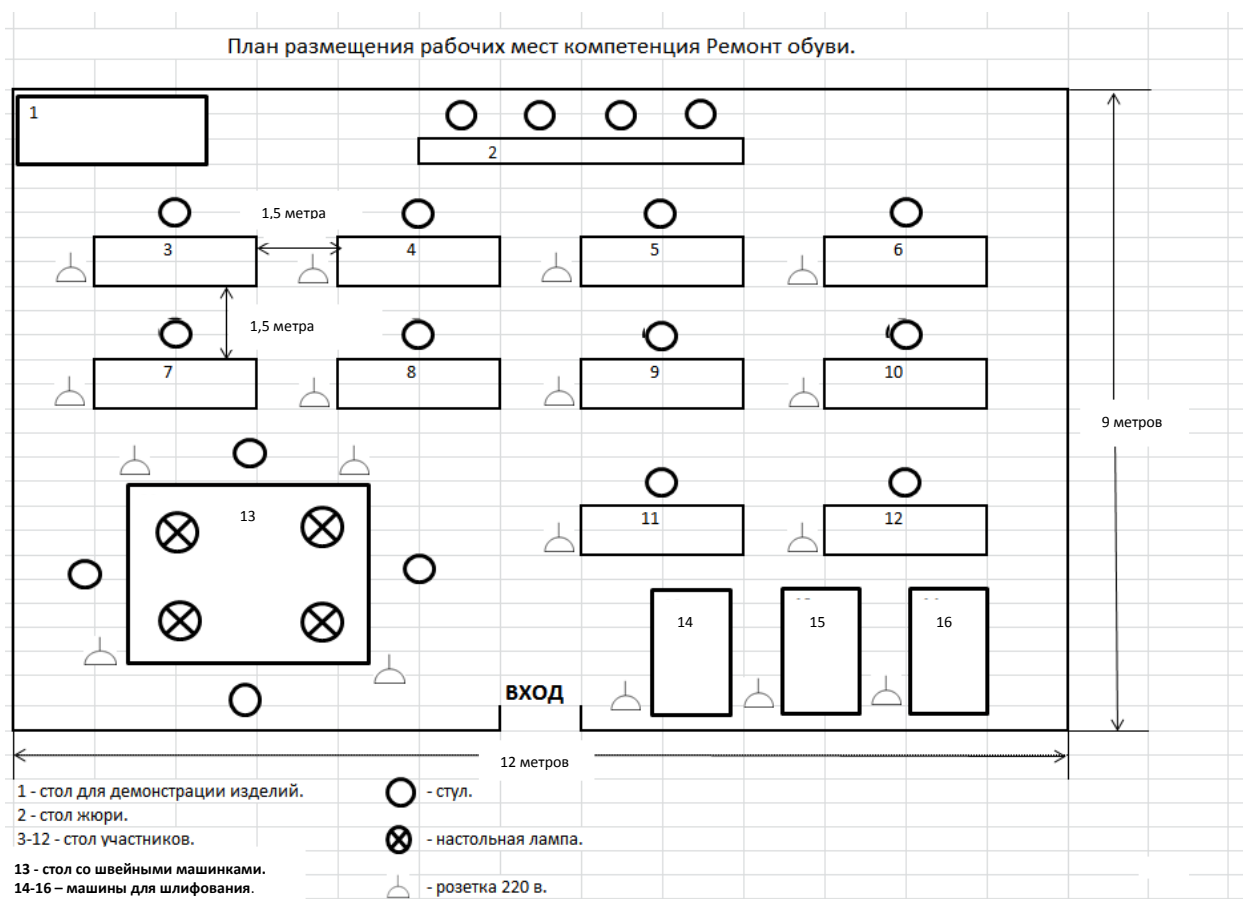 План размещения рабочих мест компетенция Ремонт обуви.
1
2
1,5 метра
3
4
5
6
1,5 метра
7
8
9
10
9 метров
13
11
12
14
15
16
ВХОД
12 метров
1 - стол для демонстрации изделий.
- стул.
2 - стол жюри.
3-12 - стол участников.
- настольная лампа.
13 - стол со швейными машинками.
14-16 – машины для шлифования.
- розетка 220 в.